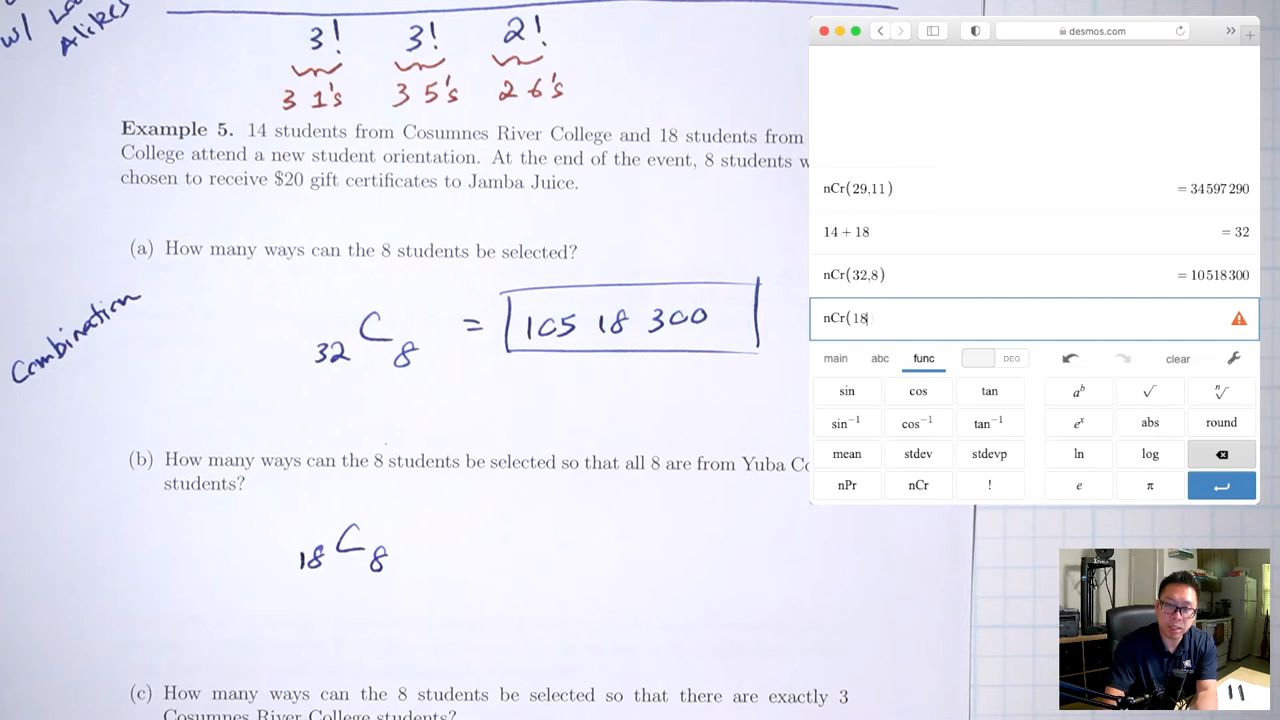 w/
Alikes
3! 3! 2!
3 1's 3 5's 2 6's
Example 5. 14 students from Cosumnes River College and 18 students from
College attend a new student orientation. At the end of the event, 8 students w
chosen to receive $20 gift certificates to Jamba Juice.
(a) How many ways can the 8 students be selected?
Combination
32 C 8 = 105 18 300
(b) How many ways can the 8 students be selected so that all 8 are from Yuba Co
students?
18 C 8
(c) How many ways can the 8 students be selected so that there are exactly 3
Cosumnes River College students?
desmos.com
nCr(29,11) = 34597290
14 + 18 = 32
nCr(32,8) = 10518300
nCr(18
main abc func DEG clear
sin cos tan a^b √ ⁿ√
sin⁻¹ cos⁻¹ tan⁻¹ eˣ abs round
mean stdev stdevp ln log
nPr nCr ! e π
11